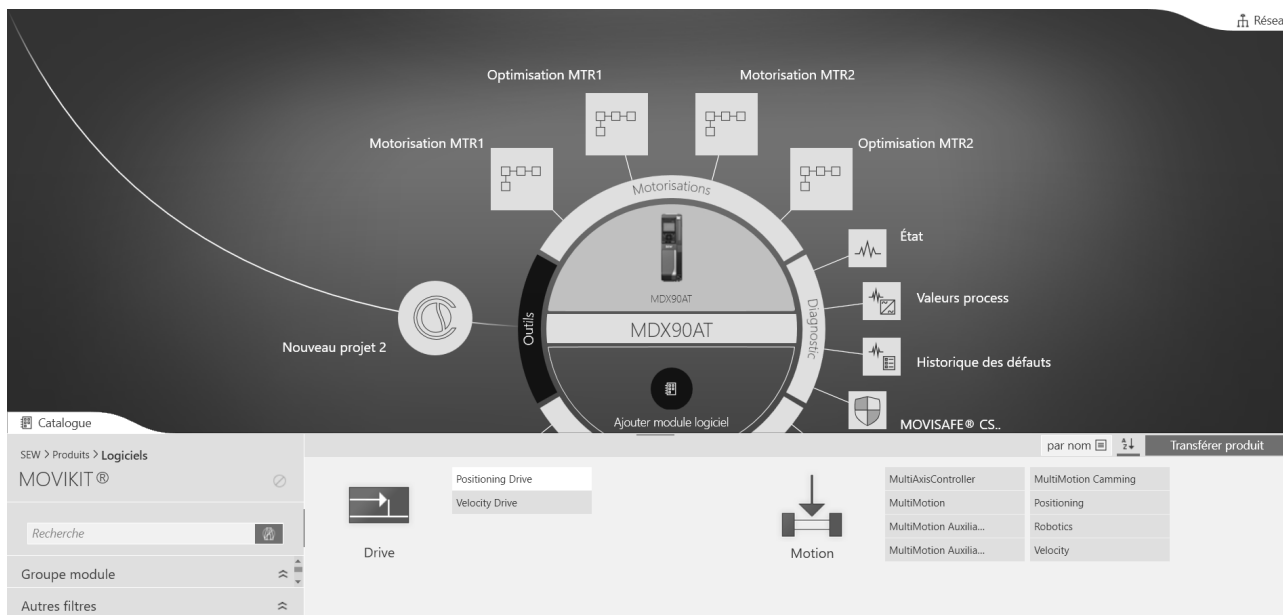 Résea
Optimisation MTR1
Motorisation MTR2
Motorisation MTR1
Optimisation MTR2
Motorisations
État
MDX90AT
Valeurs process
Outils
MDX90AT
Diagnostic
Nouveau projet 2
Historique des défauts
Ajouter module logiciel
MOVISAFE® CS..
Catalogue
SEW > Produits > Logiciels
par nom
Transférer produit
MOVIKIT®
Recherche
Groupe module
Autres filtres
Drive
Positioning Drive
Velocity Drive
Motion
MultiAxisController
MultiMotion
MultiMotion Auxilia...
MultiMotion Auxilia...
MultiMotion Camming
Positioning
Robotics
Velocity